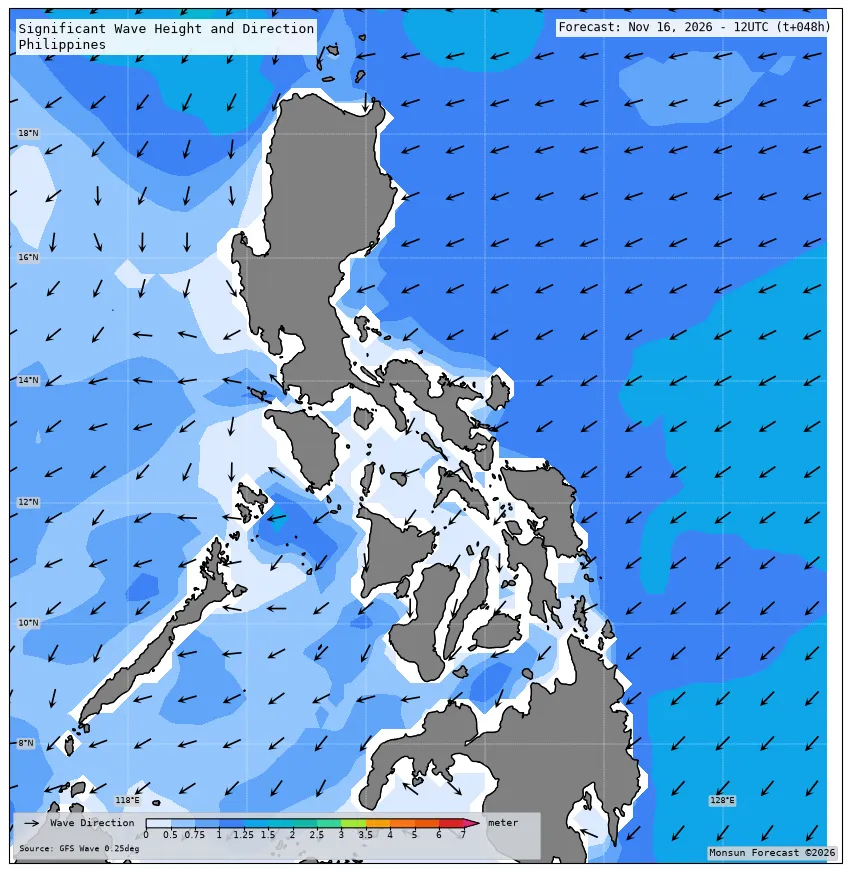 Significant Wave Height and Direction
Philippines
Forecast: Nov 16, 2026 - 12UTC (t+048h)
18°N
16°N
14°N
12°N
10°N
8°N
118°E
128°E
Wave Direction
0 0.5 0.75 1 1.25 1.5 2 2.5 3 3.5 4 5 6 7
meter
Source: GFS Wave 0.25deg
Monsun Forecast ©2026